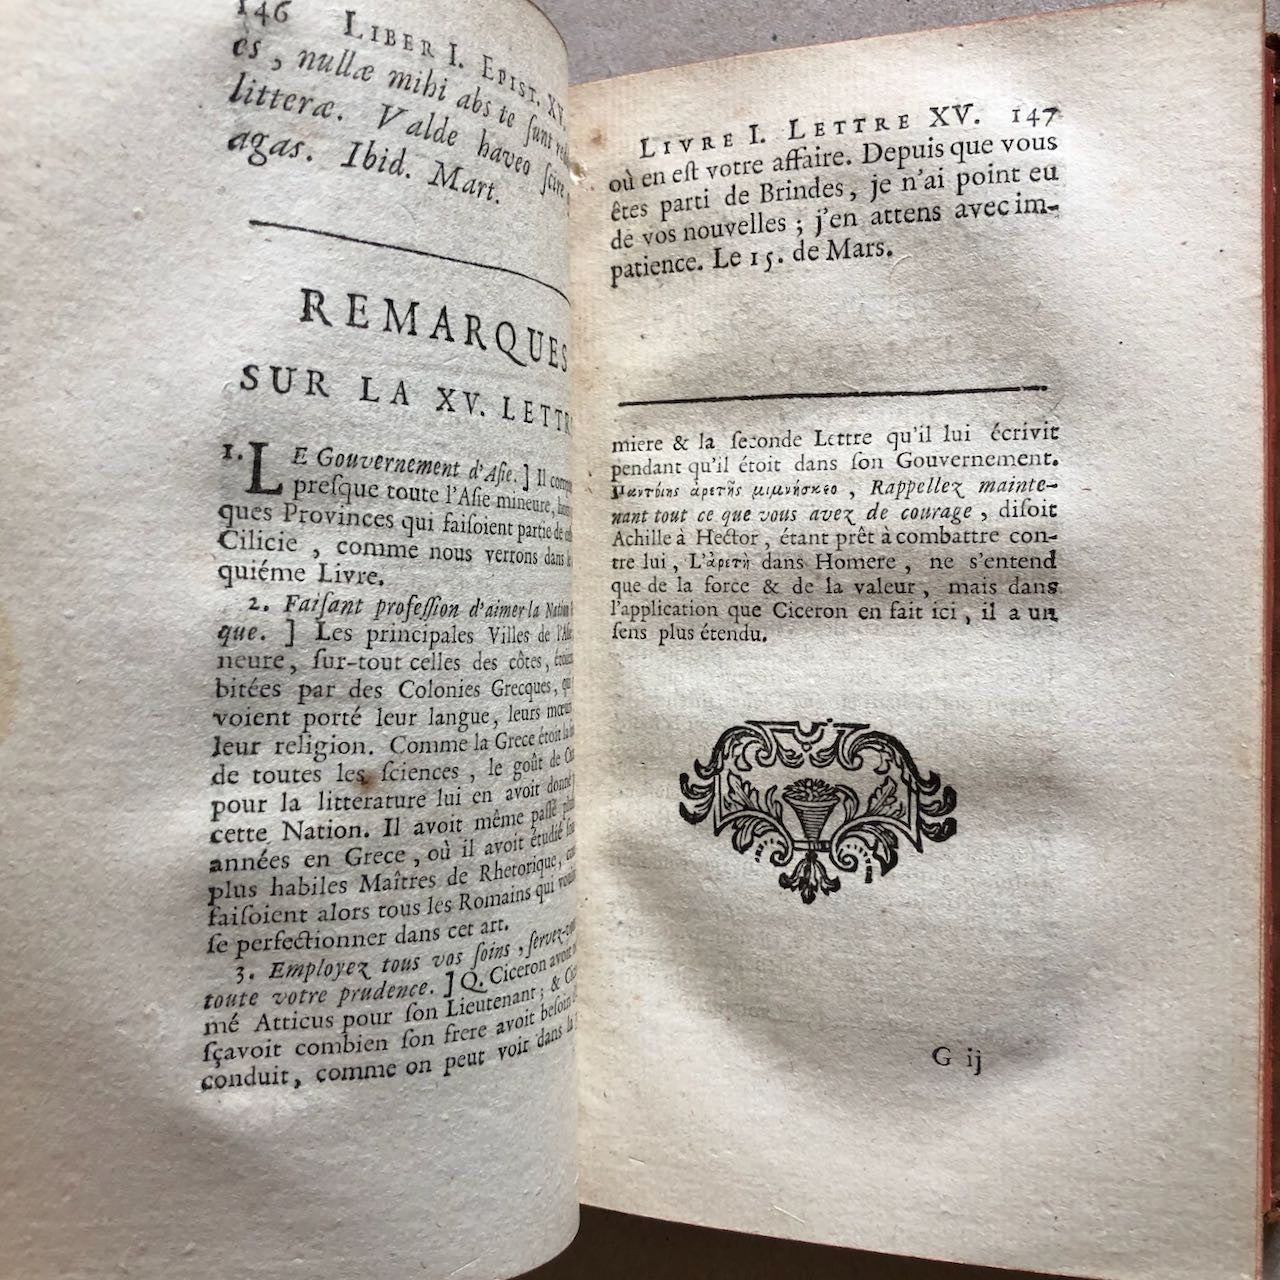 146 LIBER I. EPIST. XV.
es, nullæ mihi abs te ſunt
litteræ. Valde haveo ſcire
agas. Ibid. Mart.
REMARQUES
SUR LA XV. LETTR
1. LE Gouvernement d'Aſie. ] Il
preſque toute l'Aſie mineure,
ques Provinces qui faiſoient partie de
Cilicie, comme nous verrons dans
quiéme Livre.
2. Faiſant profeſſion d'aimer la Nation
que. ] Les principales Villes de l'Aſie
neure, ſur-tout celles des côtes,
bitées par des Colonies Grecques,
voient porté leur langue, leurs mœurs
leur religion. Comme la Grece étoit la
de toutes les ſciences, le goût de
pour la litterature lui en avoit donné
cette Nation. Il avoit même paſſé
années en Grece, où il avoit étudié
plus habiles Maîtres de Rhetorique,
faiſoient alors tous les Romains qui
ſe perfectionner dans cet art.
3. Employez tous vos ſoins, ſervez-
toute votre prudence. ] Q. Ciceron avoit
mé Atticus pour ſon Lieutenant; &
ſçavoit combien ſon frere avoit beſoin
conduit, comme on peut voir dans la
LIVRE I. LETTRE XV. 147
où en eſt votre affaire. Depuis que vous
êtes parti de Brindes, je n'ai point eu
de vos nouvelles; j'en attens avec im-
patience. Le 15. de Mars.
miere & la ſeconde Lettre qu'il lui écrivit
pendant qu'il étoit dans ſon Gouvernement.
Παντοίης ἀρετῆς μιμνήσκεο, Rappellez mainte-
nant tout ce que vous avez de courage, diſoit
Achille à Hector, étant prêt à combattre con-
tre lui, L'ἀρετὴ dans Homere, ne s'entend
que de la force & de la valeur, mais dans
l'application que Ciceron en fait ici, il a un
ſens plus étendu.
G ij